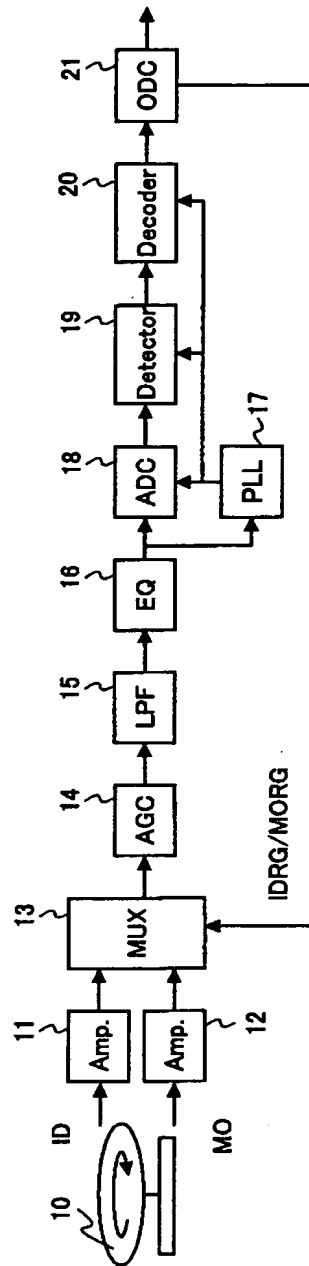 10
ID
MO
11
Amp.
12
Amp.
13
MUX
14
AGC
15
LPF
16
EQ
17
PLL
18
ADC
19
Detector
20
Decoder
21
ODC
IDRG/MORG